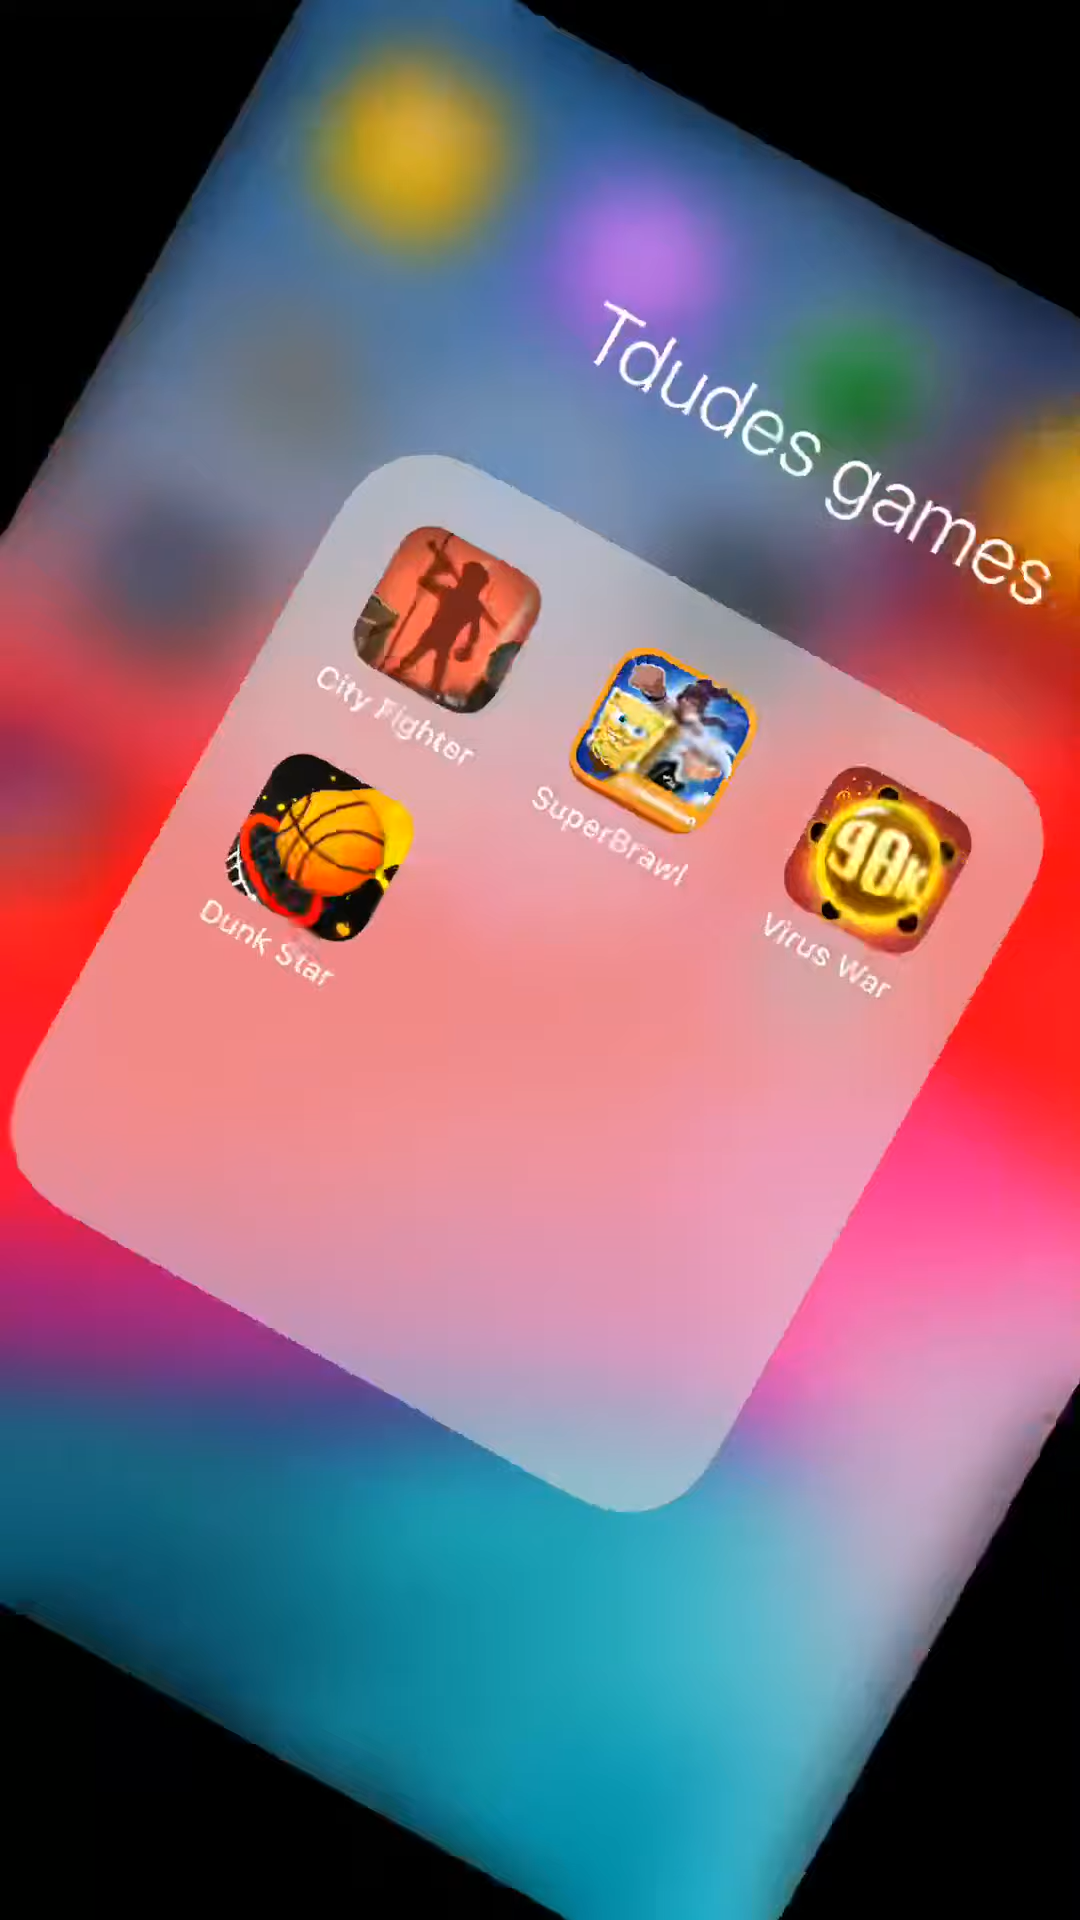 Tdudes games
City Fighter
SuperBrawl
90K
Virus War
Dunk Star